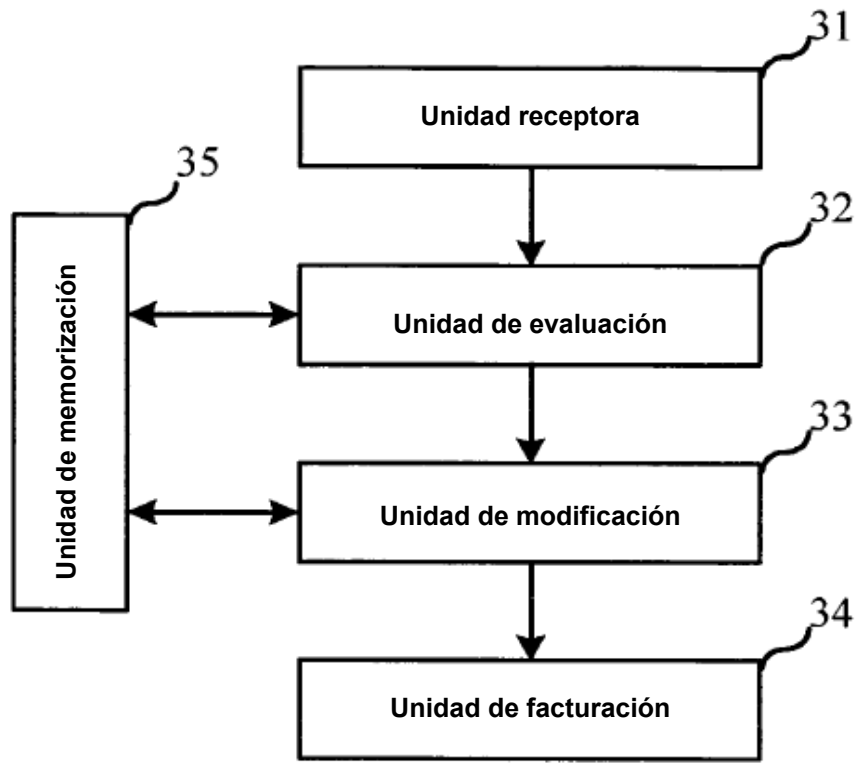 31
Unidad receptora
35
32
Unidad de memorización
Unidad de evaluación
33
Unidad de modificación
34
Unidad de facturación